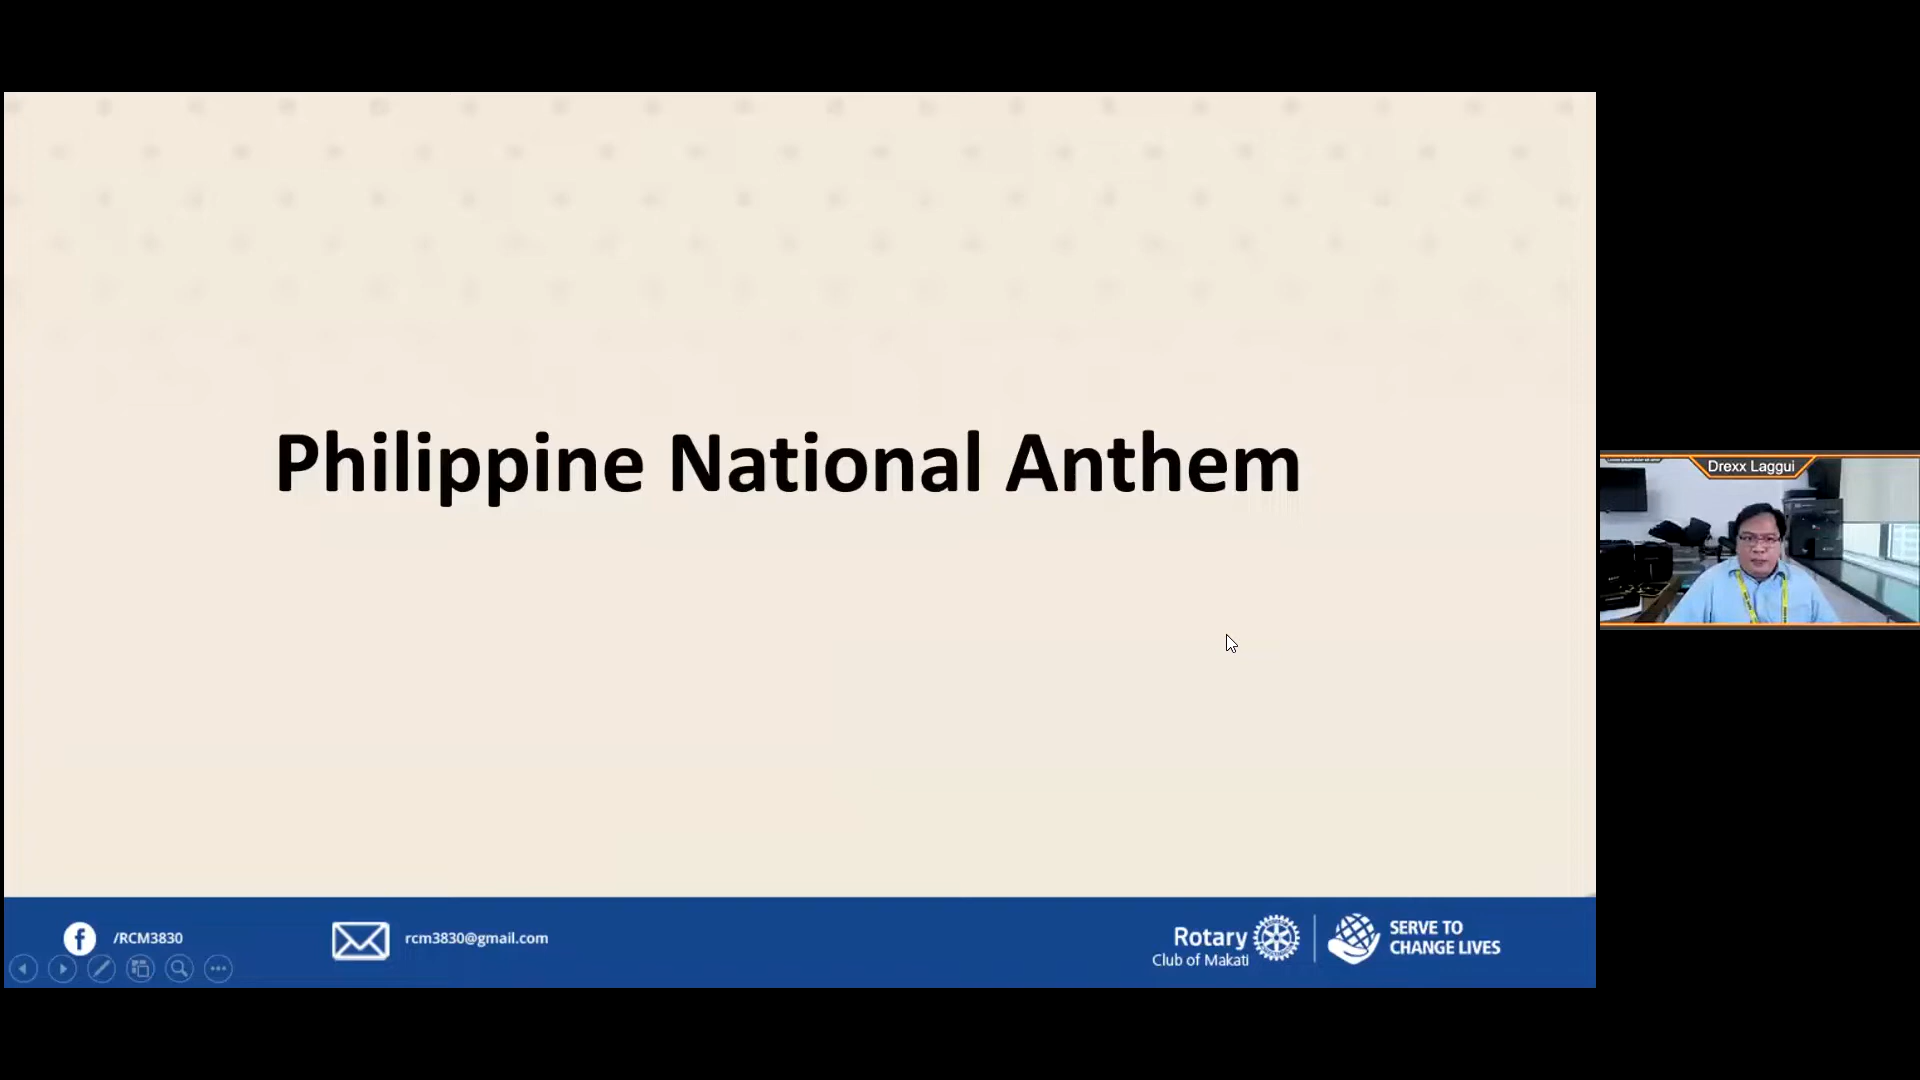 Philippine National Anthem
Drexx Laggui
/RCM3830
rcm3830@gmail.com
Rotary
Club of Makati
SERVE TO
CHANGE LIVES